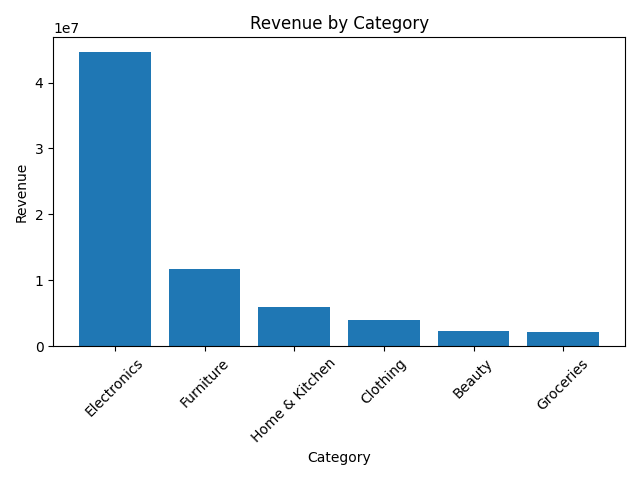 Revenue by Category
1e7
4
3
2
1
0
Revenue
Electronics
Furniture
Home & Kitchen
Clothing
Beauty
Groceries
Category